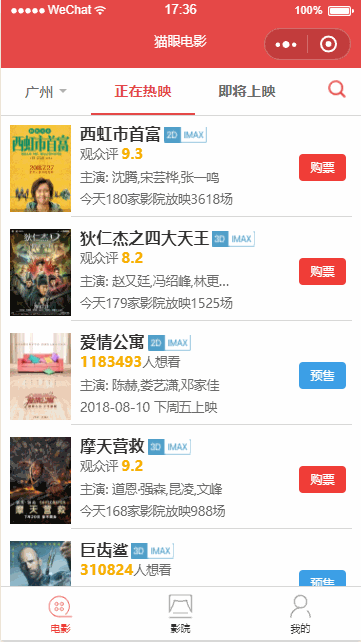 WeChat 17:36 100%
猫眼电影
广州 正在热映 即将上映
西虹市首富 2D IMAX
观众评 9.3
主演: 沈腾,宋芸桦,张一鸣
今天180家影院放映3618场
购票
狄仁杰之四大天王 3D IMAX
观众评 8.2
主演: 赵又廷,冯绍峰,林更...
今天179家影院放映1525场
购票
爱情公寓 2D IMAX
1183493人想看
主演: 陈赫,娄艺潇,邓家佳
2018-08-10 下周五上映
预售
摩天营救 3D IMAX
观众评 9.2
主演: 道恩·强森,昆凌,文峰
今天168家影院放映988场
购票
巨齿鲨 3D IMAX
310824人想看
预售
电影 影院 我的
西虹市首富
摩天营救